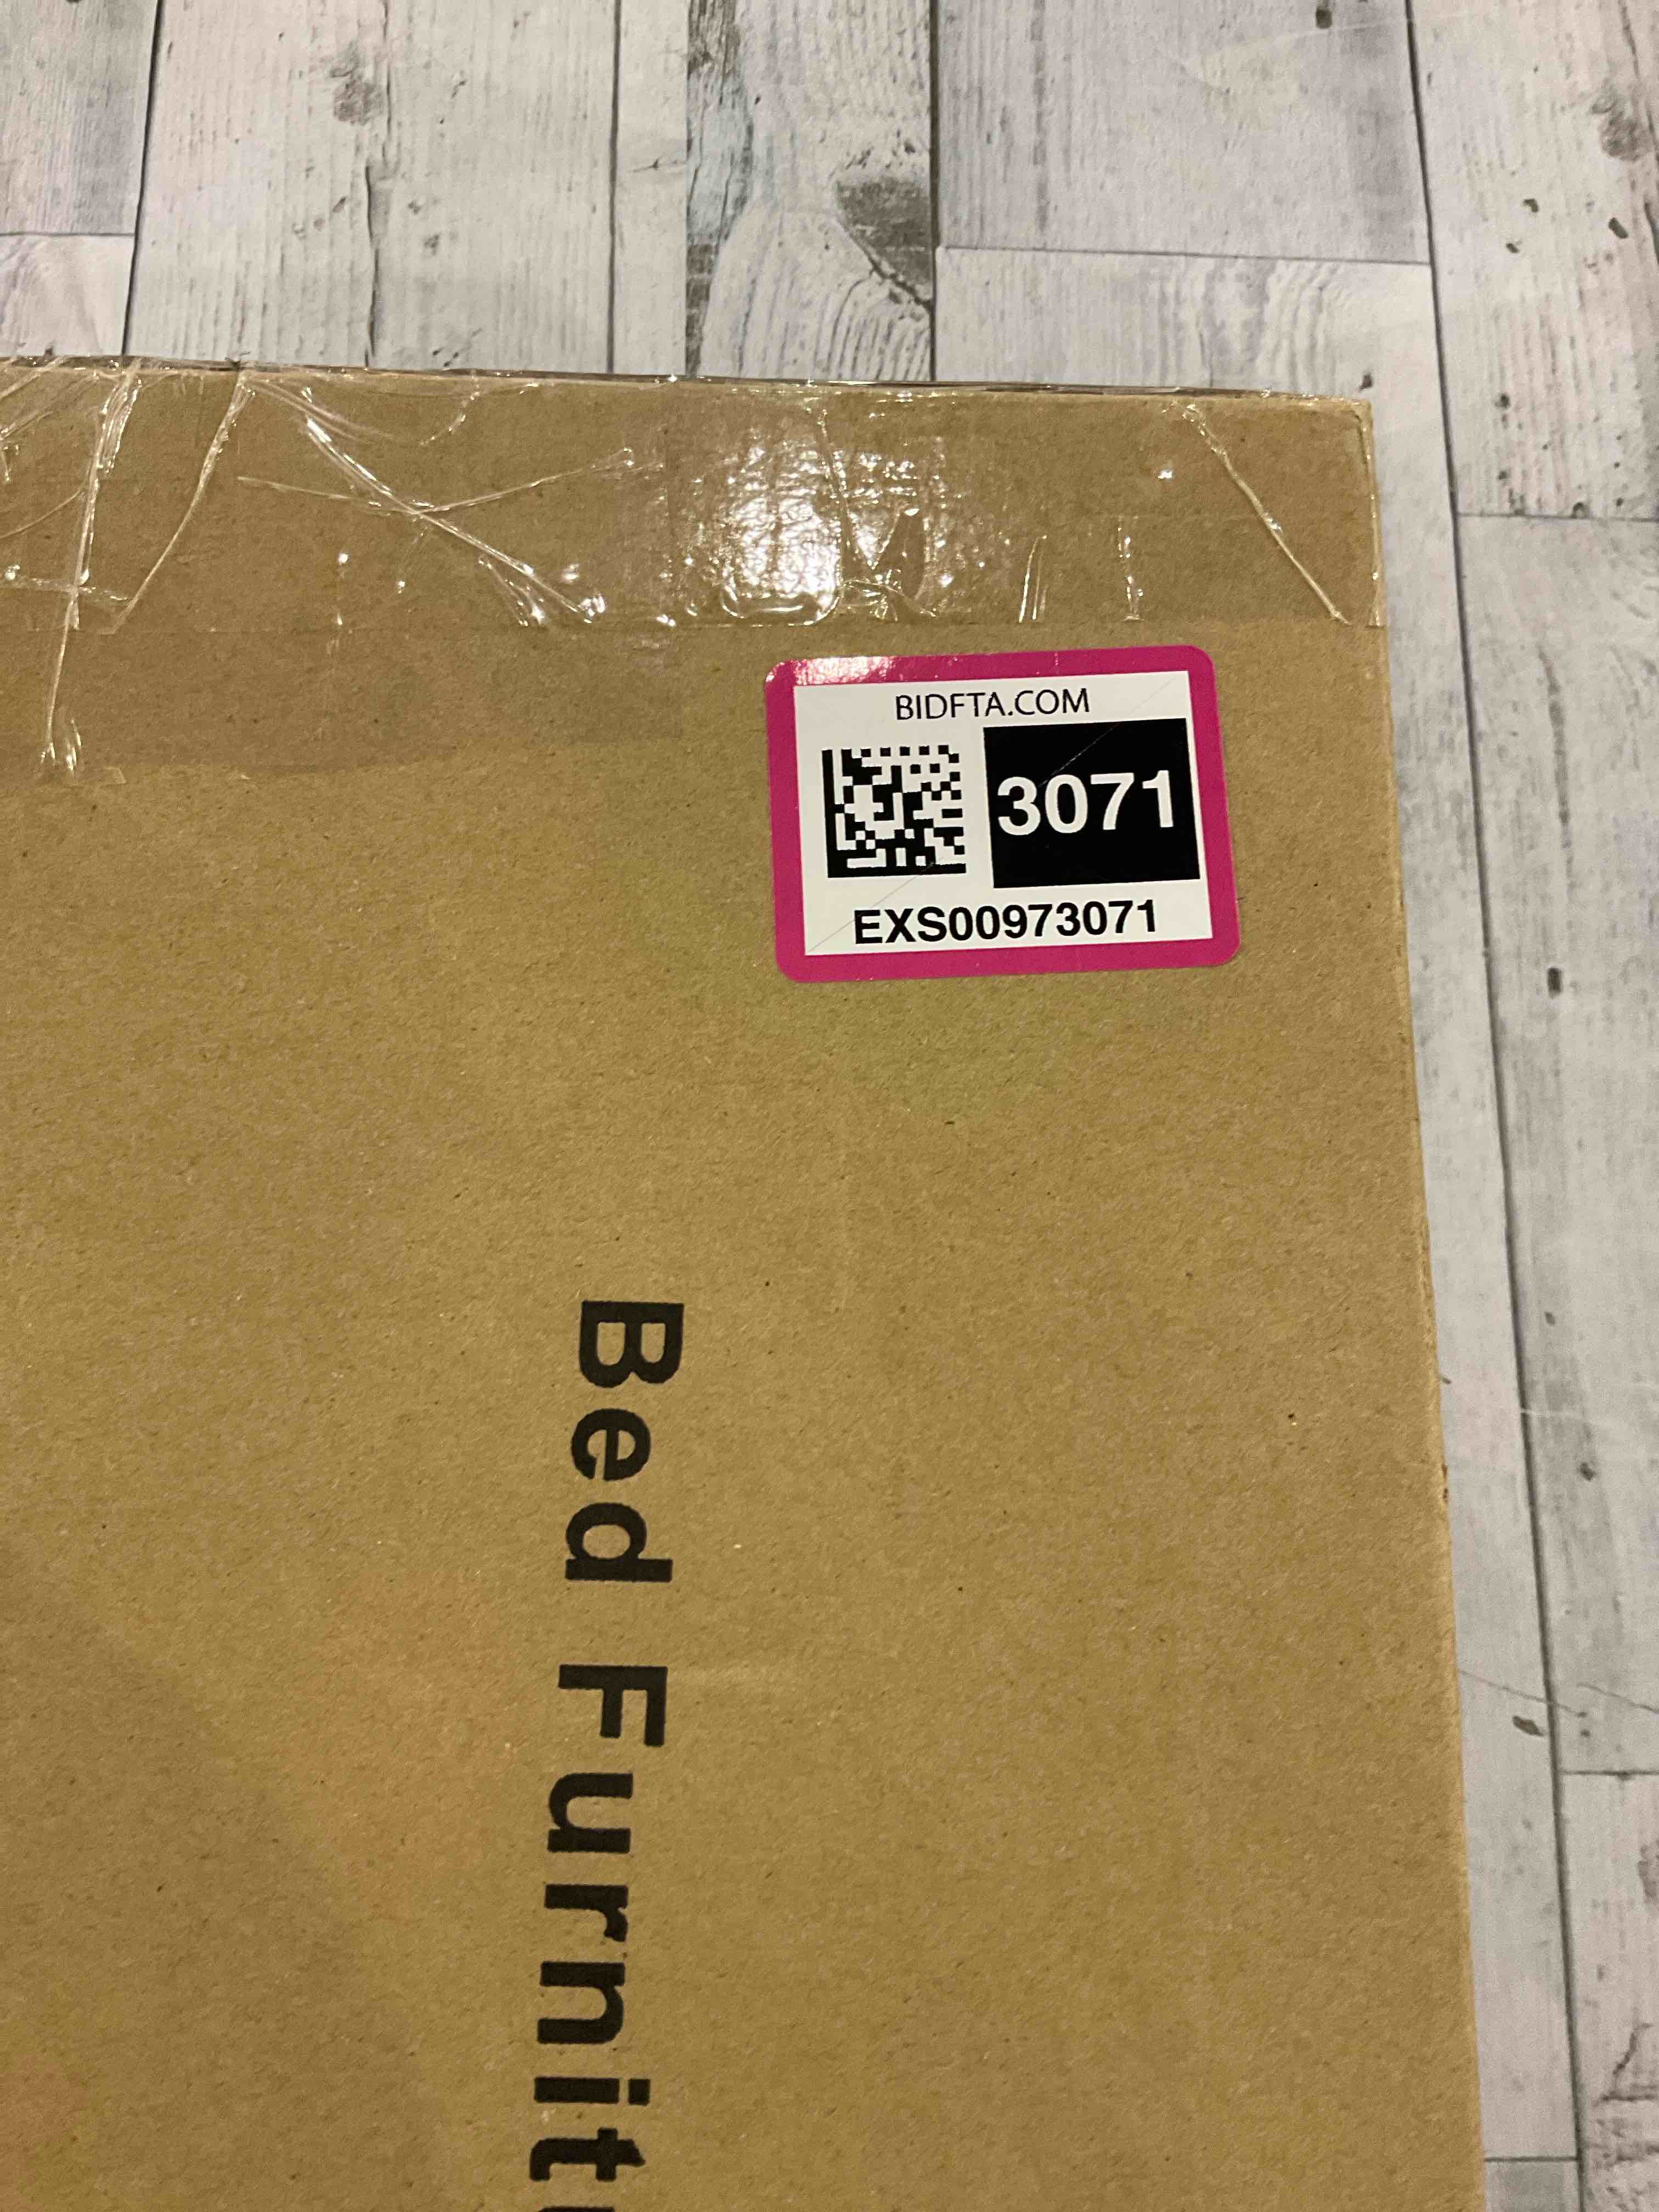 BIDFTA.COM
3071
EXS00973071
Bed Furnit